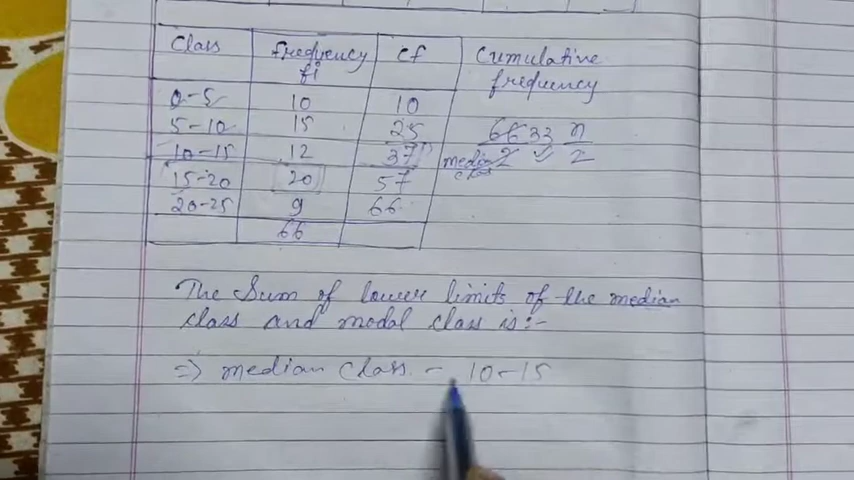 Class frequency cf Cumulative
fi frequency
0-5 10 10
5-10 15 25 66 33 n
10-15 12 37 median 2 ✓ 2
class
15-20 20 57
20-25 9 66
66
The Sum of lower limits of the median
class and modal class is:-
=> median class - 10-15